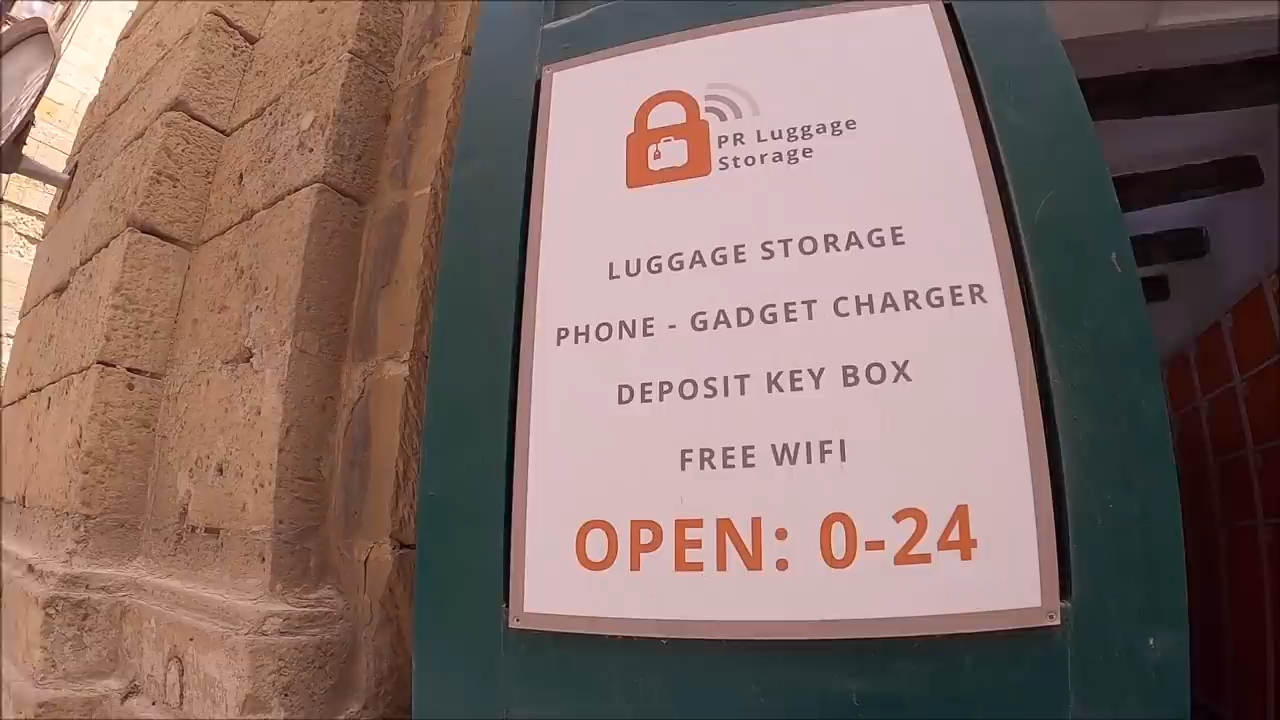 PR Luggage
Storage
LUGGAGE STORAGE
PHONE - GADGET CHARGER
DEPOSIT KEY BOX
FREE WIFI
OPEN: 0-24